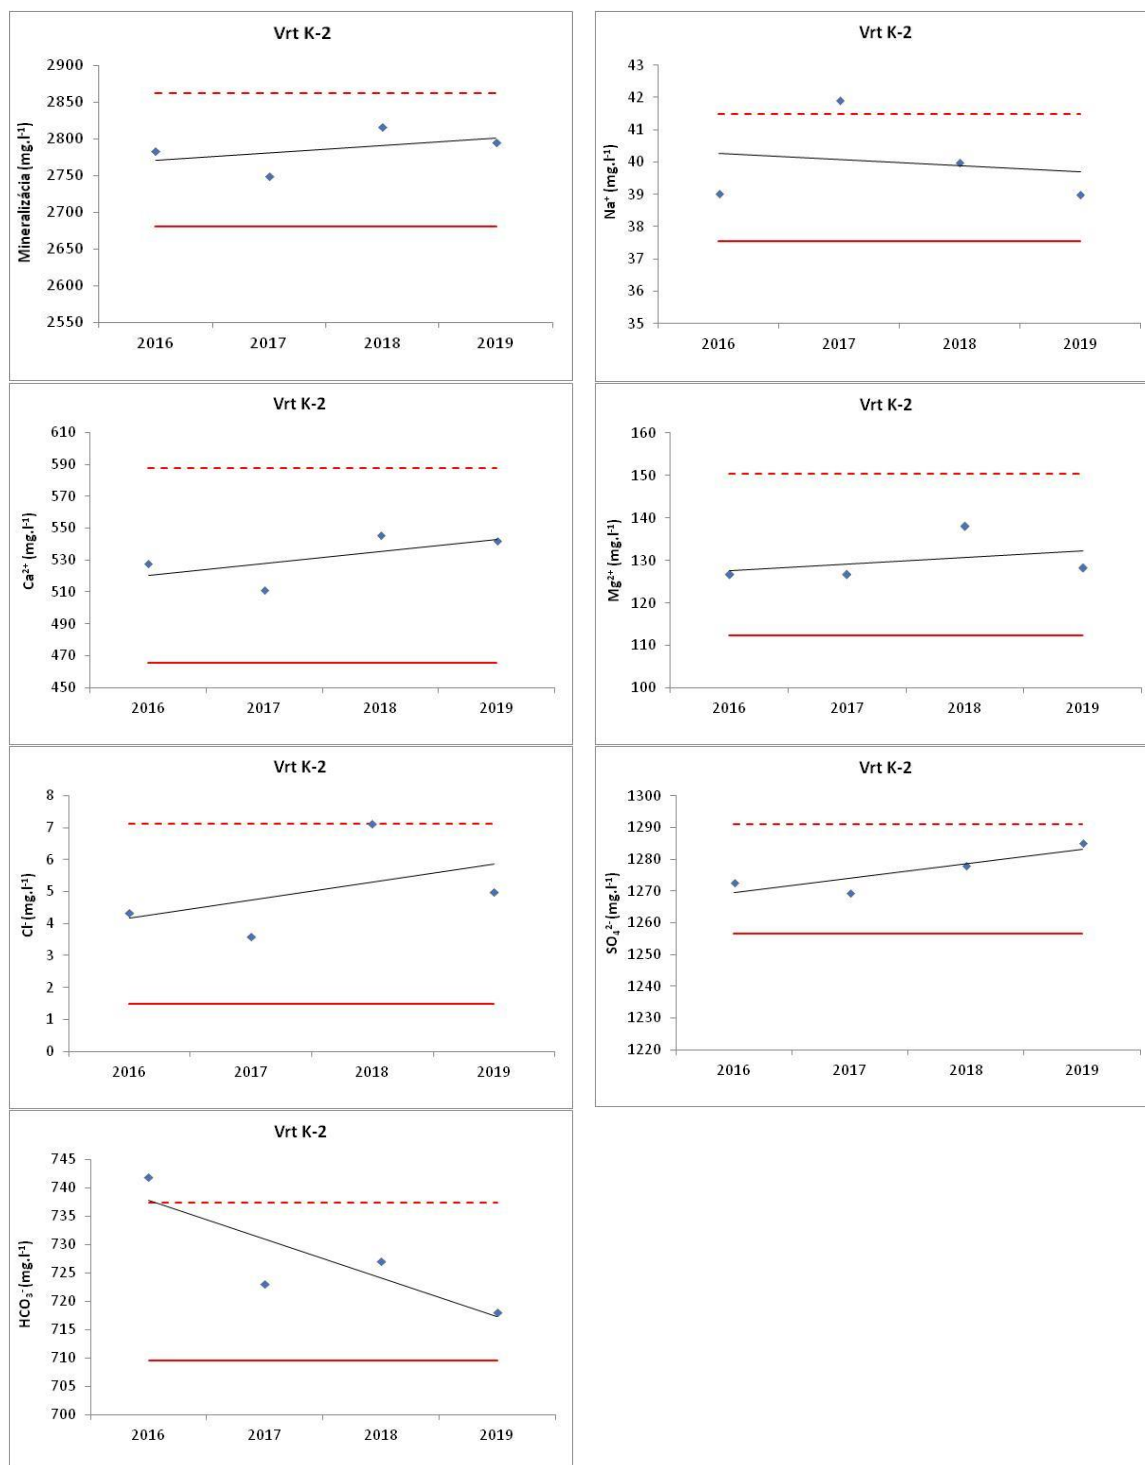 Vrt K-2
Mineralizácia (mg.l⁻¹)
2900
2850
2800
2750
2700
2650
2600
2550
2016 2017 2018 2019
Vrt K-2
Na⁺ (mg.l⁻¹)
43
42
41
40
39
38
37
36
35
2016 2017 2018 2019
Vrt K-2
Ca²⁺ (mg.l⁻¹)
610
590
570
550
530
510
490
470
450
2016 2017 2018 2019
Vrt K-2
Mg²⁺ (mg.l⁻¹)
160
150
140
130
120
110
100
2016 2017 2018 2019
Vrt K-2
Cl⁻ (mg.l⁻¹)
8
7
6
5
4
3
2
1
0
2016 2017 2018 2019
Vrt K-2
SO₄²⁻ (mg.l⁻¹)
1300
1290
1280
1270
1260
1250
1240
1230
1220
2016 2017 2018 2019
Vrt K-2
HCO₃⁻ (mg.l⁻¹)
745
740
735
730
725
720
715
710
705
700
2016 2017 2018 2019